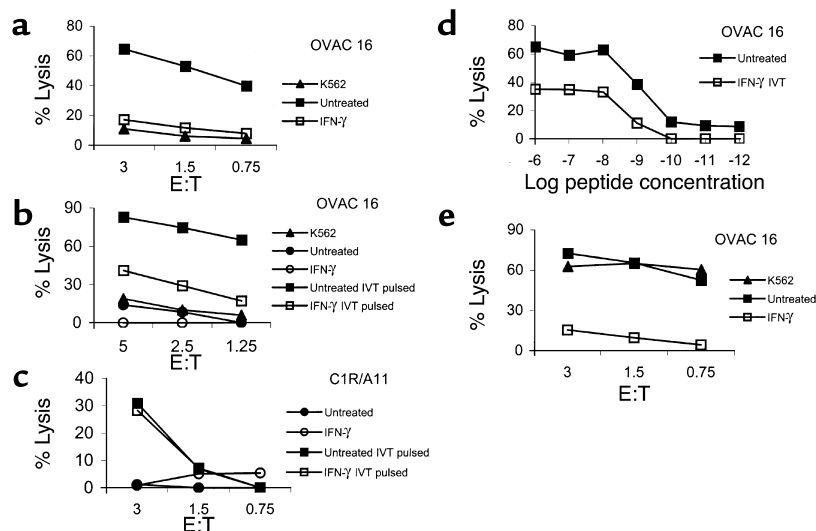 a
OVAC 16
% Lysis
80
60
40
20
0
3 1.5 0.75
E:T
K562
Untreated
IFN-γ
b
OVAC 16
% Lysis
90
60
30
0
5 2.5 1.25
E:T
K562
Untreated
IFN-γ
Untreated IVT pulsed
IFN-γ IVT pulsed
c
C1R/A11
% Lysis
40
30
20
10
0
3 1.5 0.75
E:T
Untreated
IFN-γ
Untreated IVT pulsed
IFN-γ IVT pulsed
d
OVAC 16
% Lysis
80
60
40
20
0
-6 -7 -8 -9 -10 -11 -12
Log peptide concentration
Untreated
IFN-γ IVT
e
OVAC 16
% Lysis
90
60
30
0
3 1.5 0.75
E:T
K562
Untreated
IFN-γ